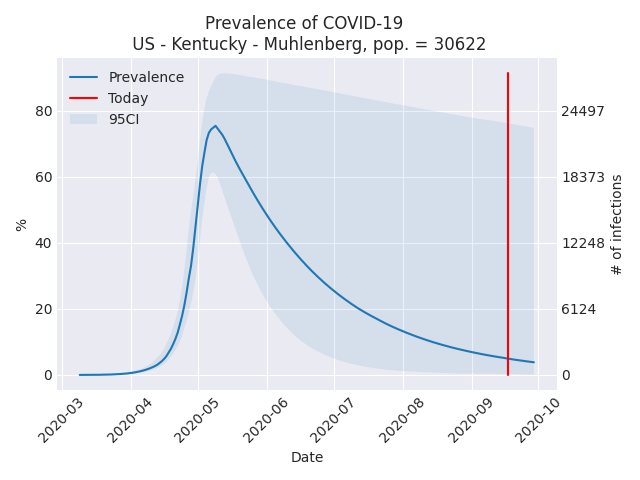 Prevalence of COVID-19
US - Kentucky - Muhlenberg, pop. = 30622
Prevalence
Today
95CI
80
60
40
20
0
%
24497
18373
12248
6124
0
# of infections
2020-03
2020-04
2020-05
2020-06
2020-07
2020-08
2020-09
2020-10
Date